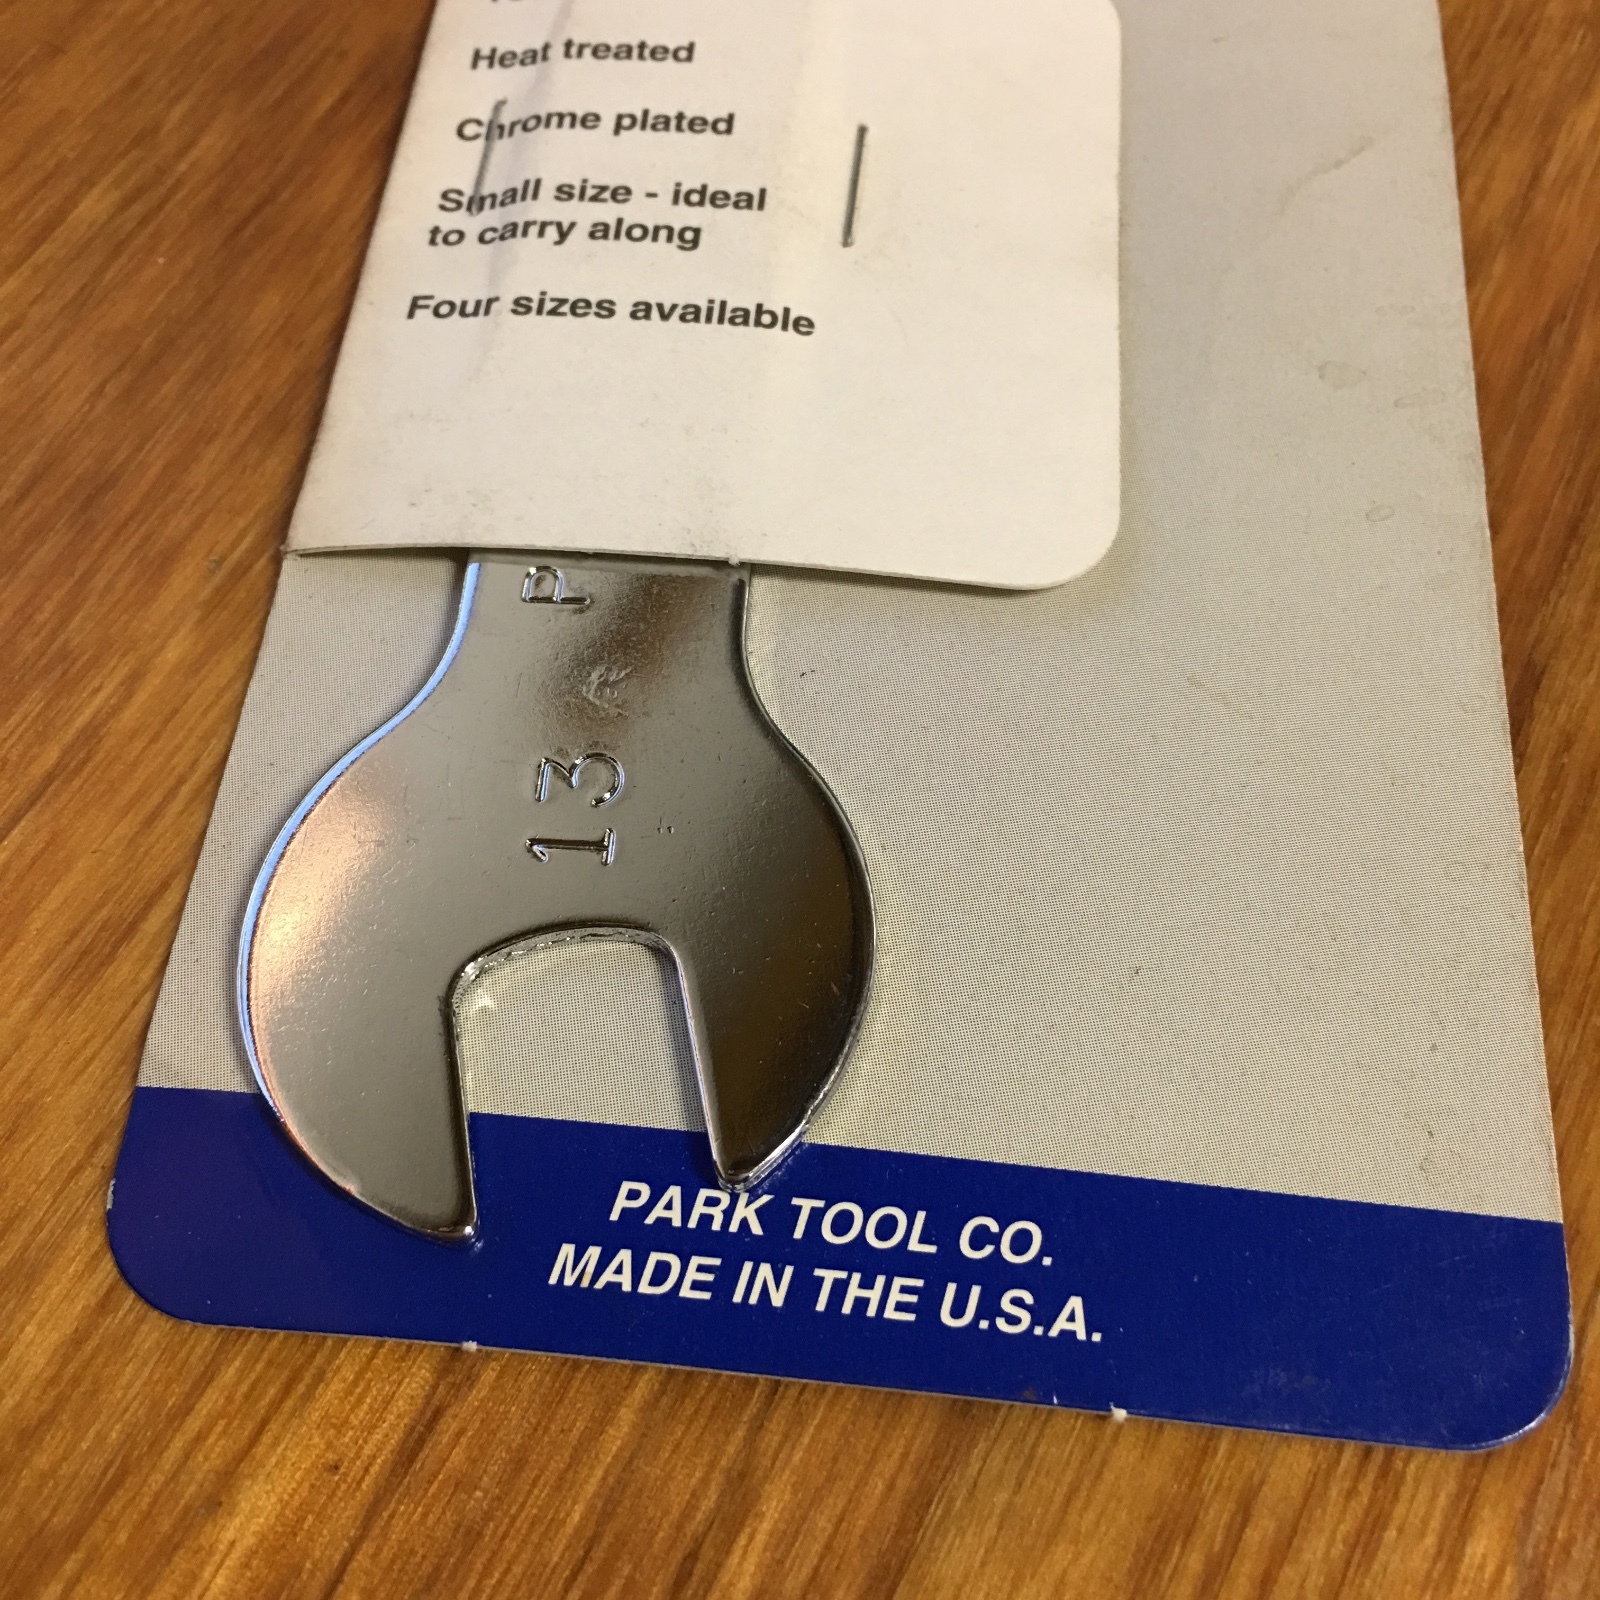 Heat treated
Chrome plated
Small size - ideal
to carry along
Four sizes available
P
13
PARK TOOL CO.
MADE IN THE U.S.A.